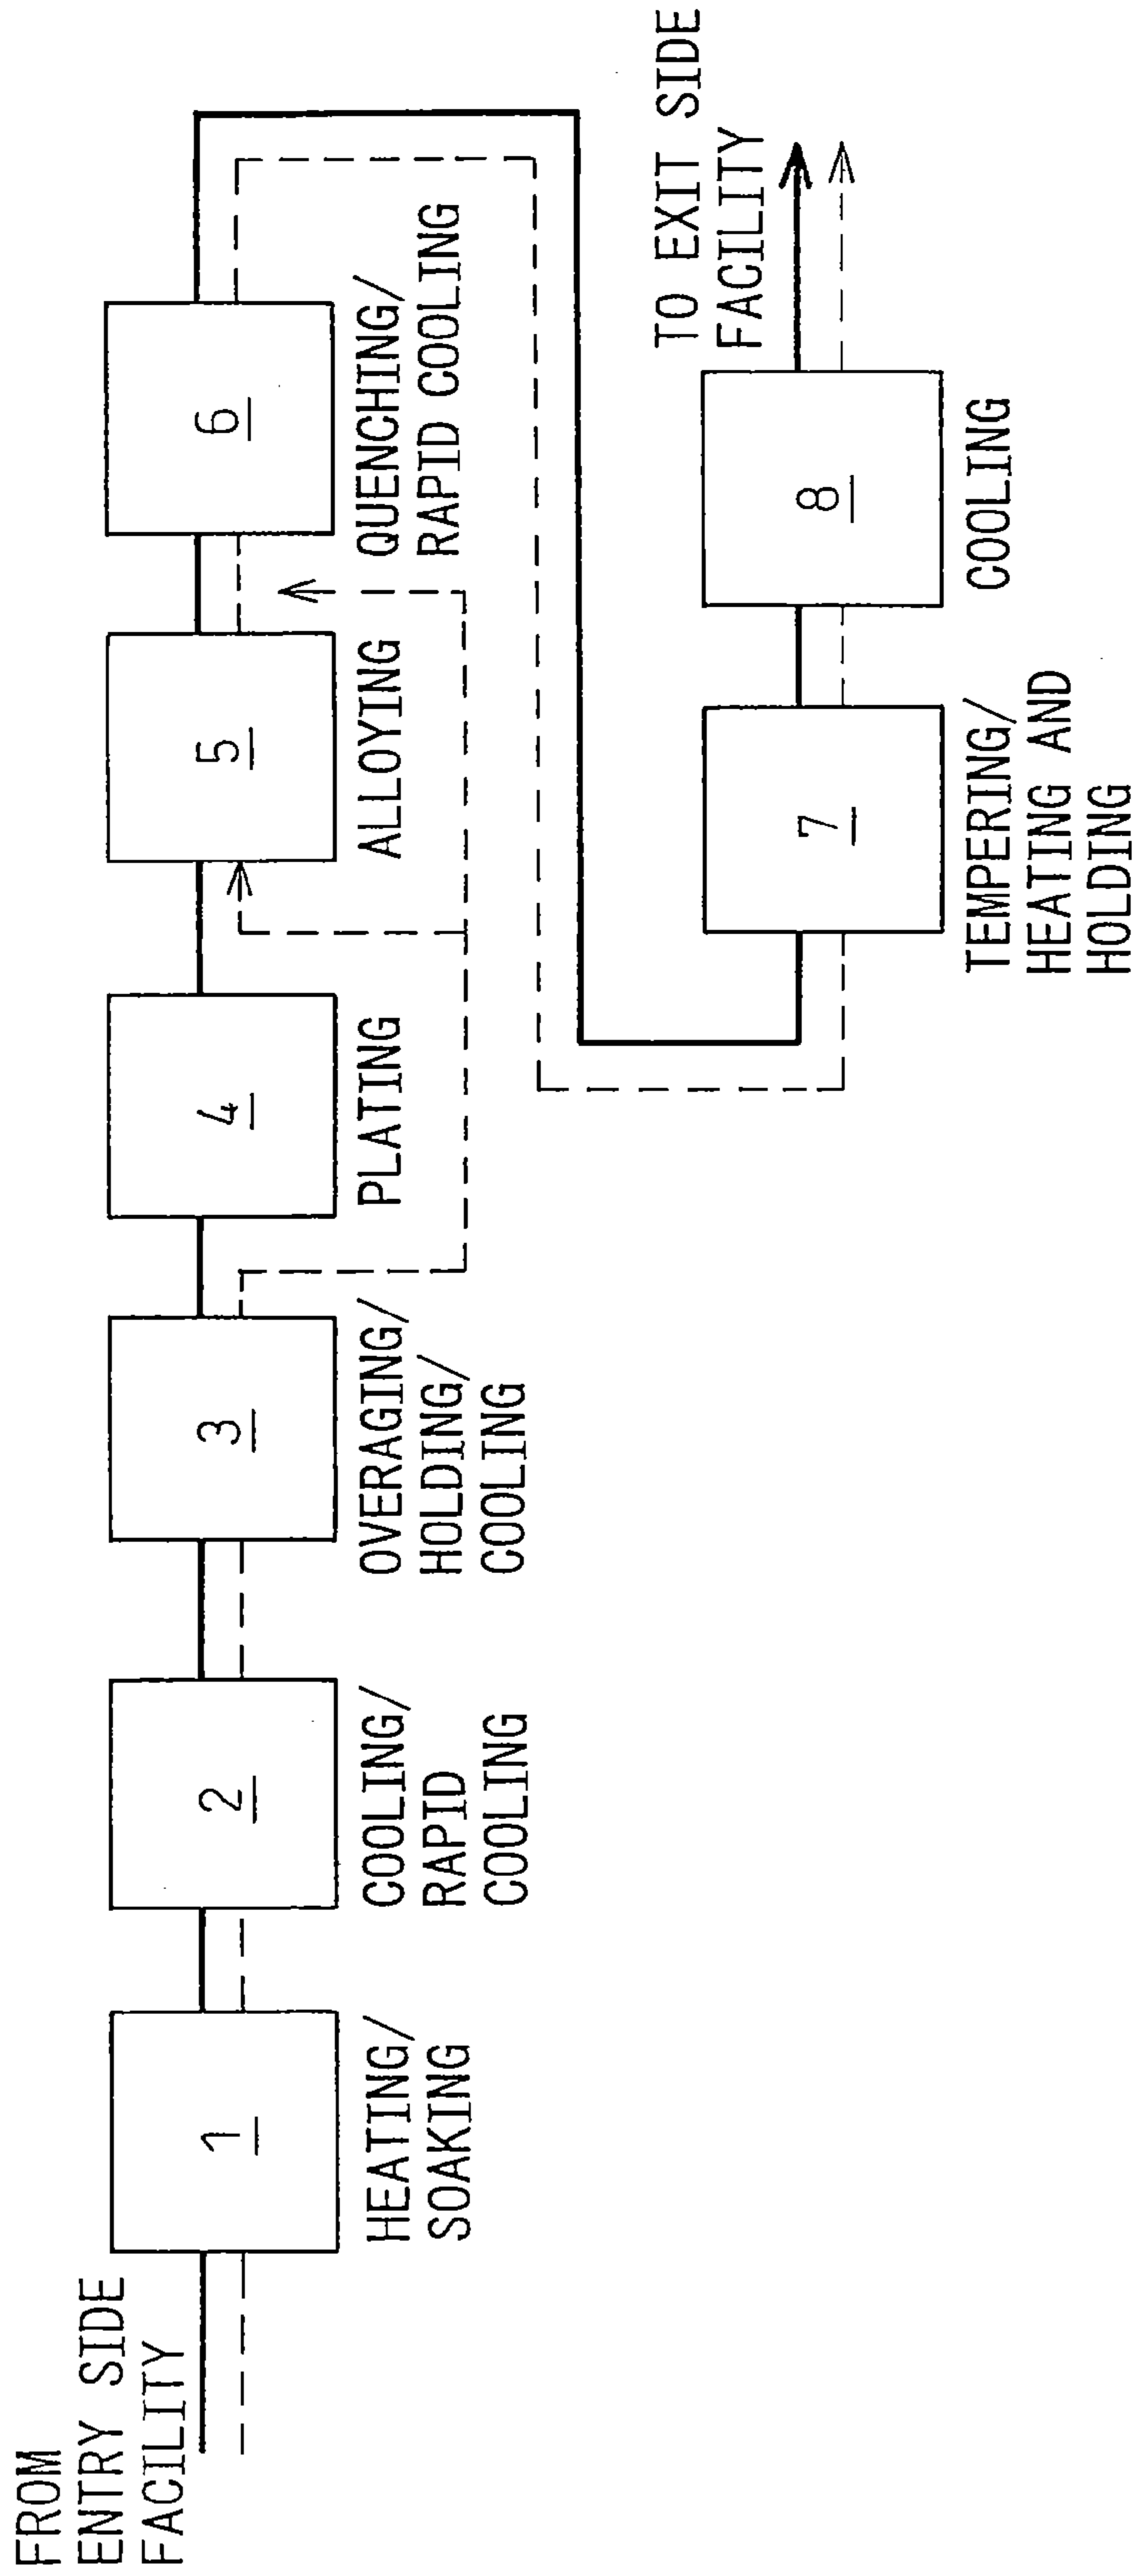 FROM
ENTRY SIDE
FACILITY
1
HEATING/
SOAKING
2
COOLING/
RAPID
COOLING
3
OVERAGING/
HOLDING/
COOLING
4
PLATING
5
ALLOYING
6
QUENCHING/
RAPID COOLING
7
TEMPERING/
HEATING AND
HOLDING
8
COOLING
TO EXIT SIDE
FACILITY